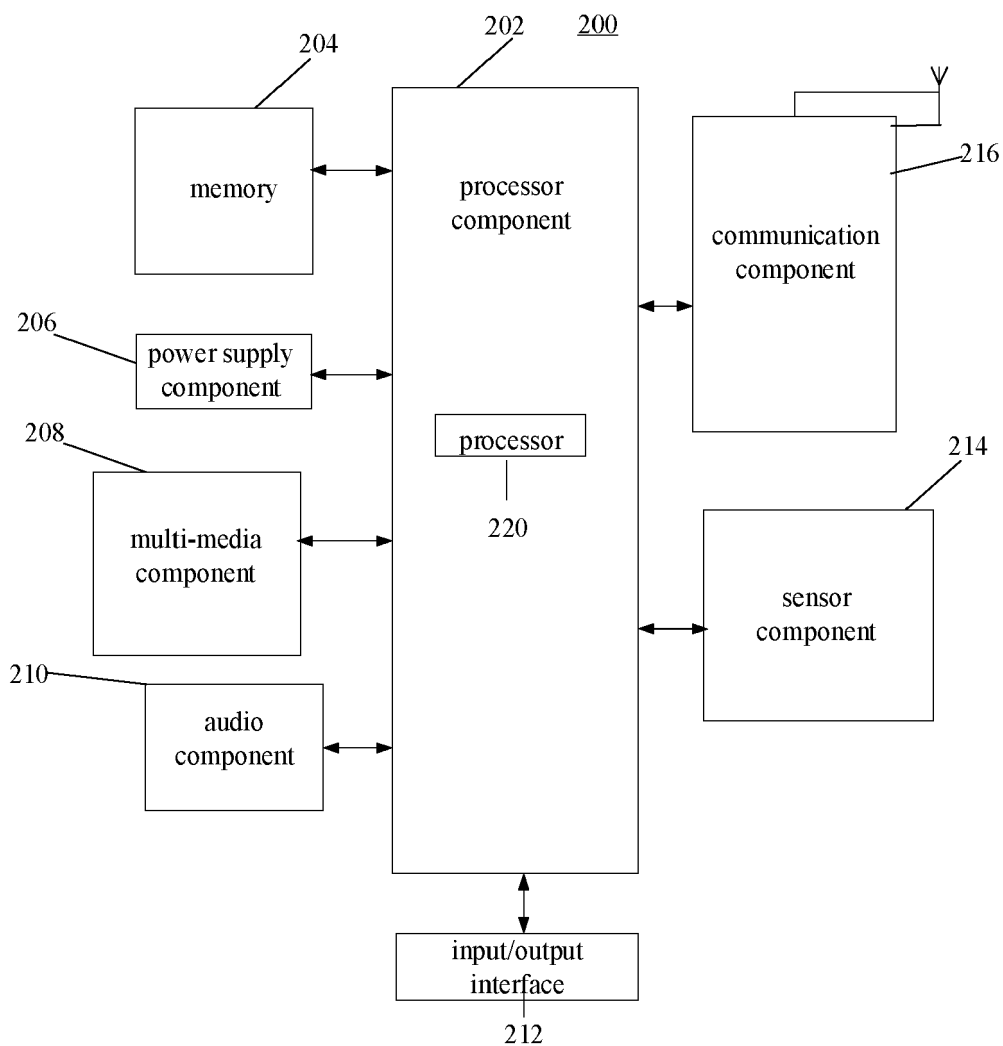 200
202
204
memory
processor
component
216
communication
component
206
power supply
component
208
multi-media
component
processor
220
214
sensor
component
210
audio
component
input/output
interface
212